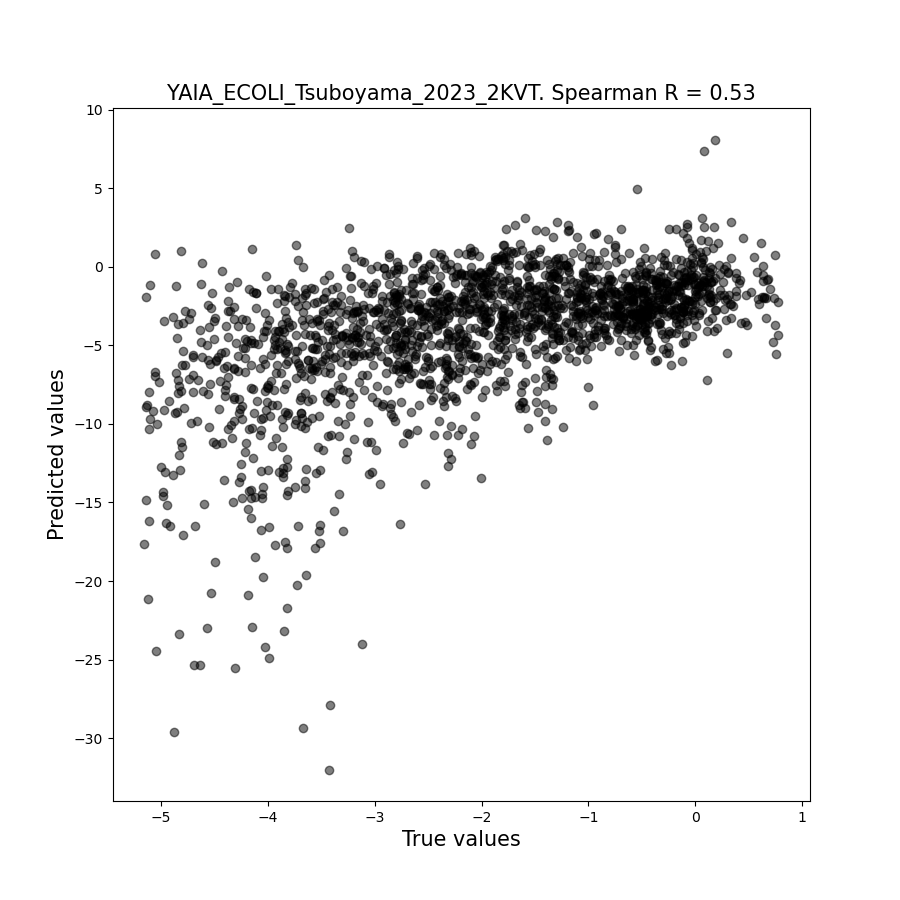 YAIA_ECOLI_Tsuboyama_2023_2KVT. Spearman R = 0.53
10
5
0
−5
−10
−15
−20
−25
−30
Predicted values
−5 −4 −3 −2 −1 0 1
True values